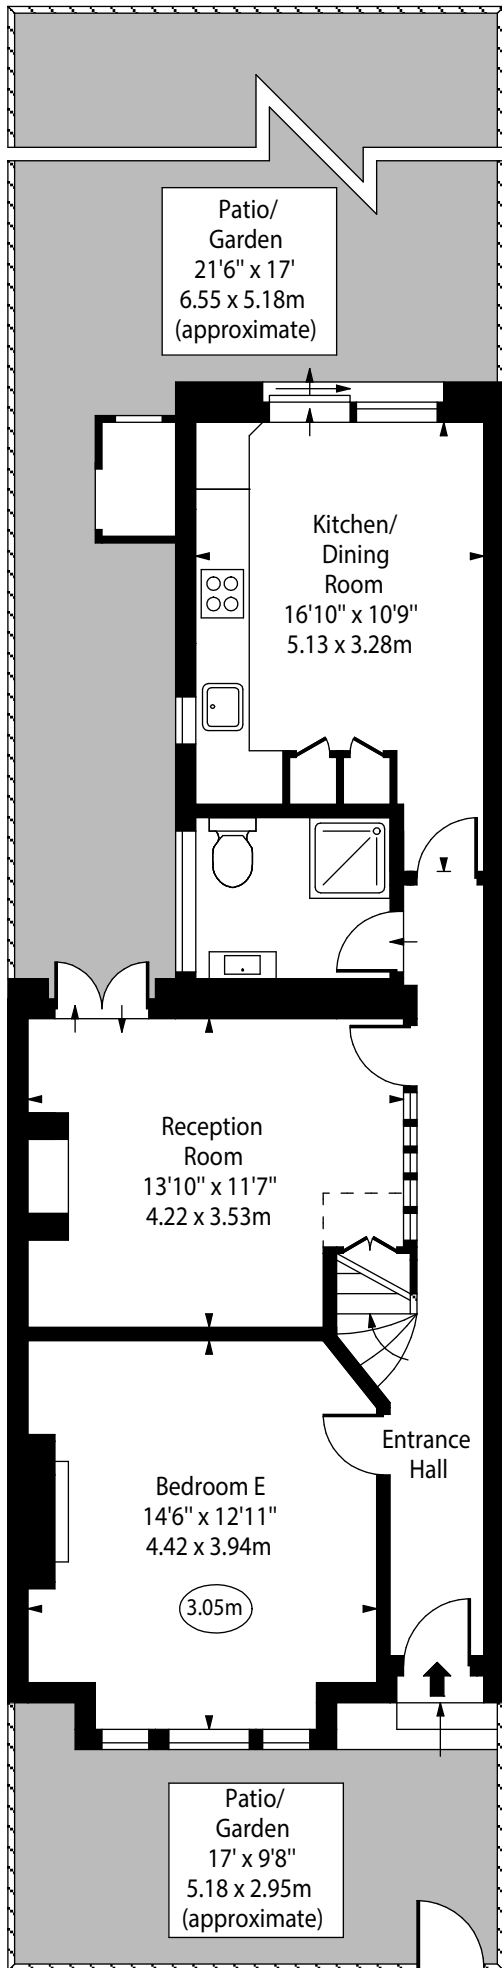 Patio/
Garden
21'6" x 17'
6.55 x 5.18m
(approximate)
Kitchen/
Dining
Room
16'10" x 10'9"
5.13 x 3.28m
Reception
Room
13'10" x 11'7"
4.22 x 3.53m
Entrance
Hall
Bedroom E
14'6" x 12'11"
4.42 x 3.94m
3.05m
Patio/
Garden
17' x 9'8"
5.18 x 2.95m
(approximate)